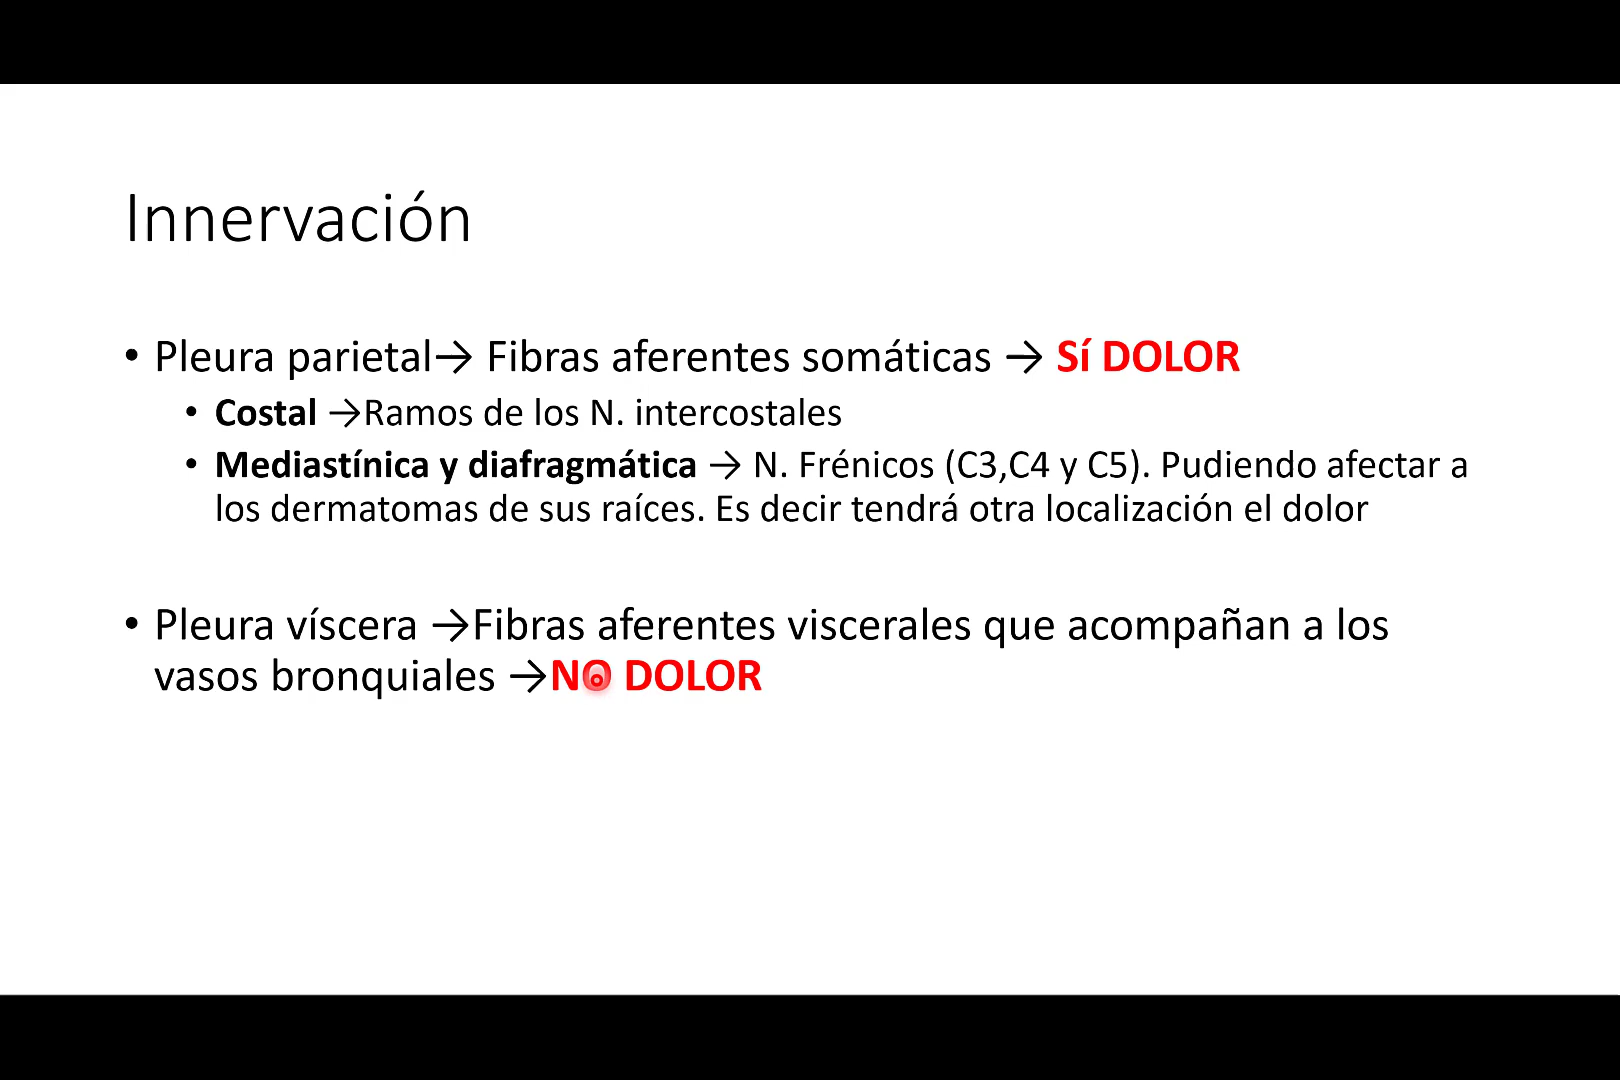 Innervación
• Pleura parietal→ Fibras aferentes somáticas → Sí DOLOR
• Costal →Ramos de los N. intercostales
• Mediastínica y diafragmática → N. Frénicos (C3,C4 y C5). Pudiendo afectar a
los dermatomas de sus raíces. Es decir tendrá otra localización el dolor
• Pleura víscera →Fibras aferentes viscerales que acompañan a los
vasos bronquiales →NO DOLOR